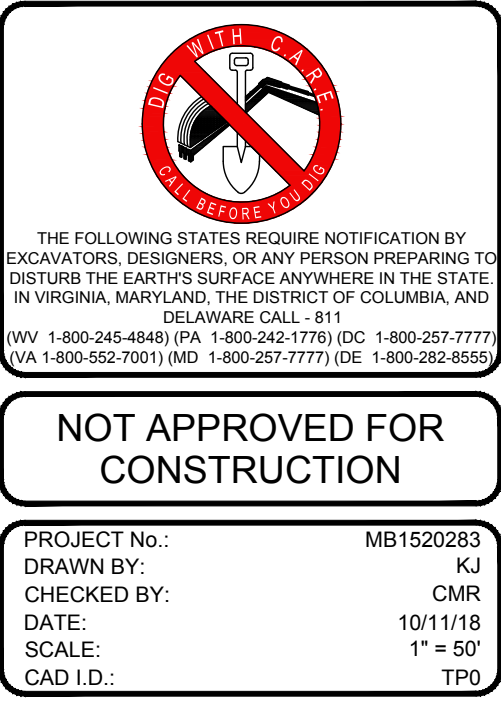 DIG WITH C.A.R.E
CALL BEFORE YOU DIG
THE FOLLOWING STATES REQUIRE NOTIFICATION BY
EXCAVATORS, DESIGNERS, OR ANY PERSON PREPARING TO
DISTURB THE EARTH'S SURFACE ANYWHERE IN THE STATE.
IN VIRGINIA, MARYLAND, THE DISTRICT OF COLUMBIA, AND
DELAWARE CALL - 811
(WV 1-800-245-4848) (PA 1-800-242-1776) (DC 1-800-257-7777)
(VA 1-800-552-7001) (MD 1-800-257-7777) (DE 1-800-282-8555)
NOT APPROVED FOR
CONSTRUCTION
PROJECT No.: MB1520283
DRAWN BY: KJ
CHECKED BY: CMR
DATE: 10/11/18
SCALE: 1" = 50'
CAD I.D.: TP0